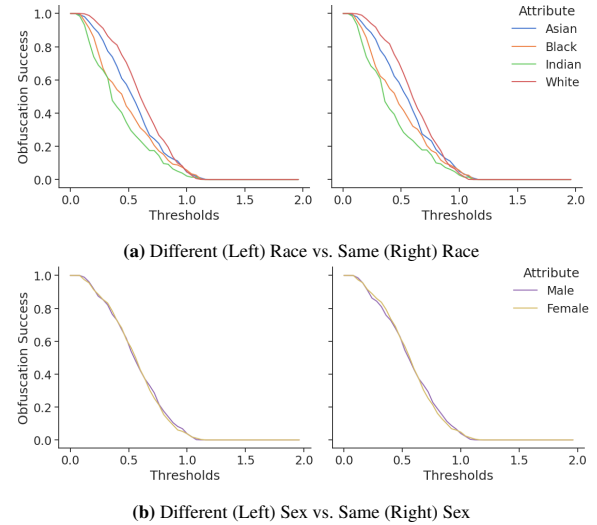 Attribute
Asian
Black
Indian
White
Obfuscation Success
1.0
0.8
0.6
0.4
0.2
0.0
0.0 0.5 1.0 1.5 2.0
Thresholds
0.0 0.5 1.0 1.5 2.0
Thresholds
(a) Different (Left) Race vs. Same (Right) Race
Attribute
Male
Female
Obfuscation Success
1.0
0.8
0.6
0.4
0.2
0.0
0.0 0.5 1.0 1.5 2.0
Thresholds
0.0 0.5 1.0 1.5 2.0
Thresholds
(b) Different (Left) Sex vs. Same (Right) Sex